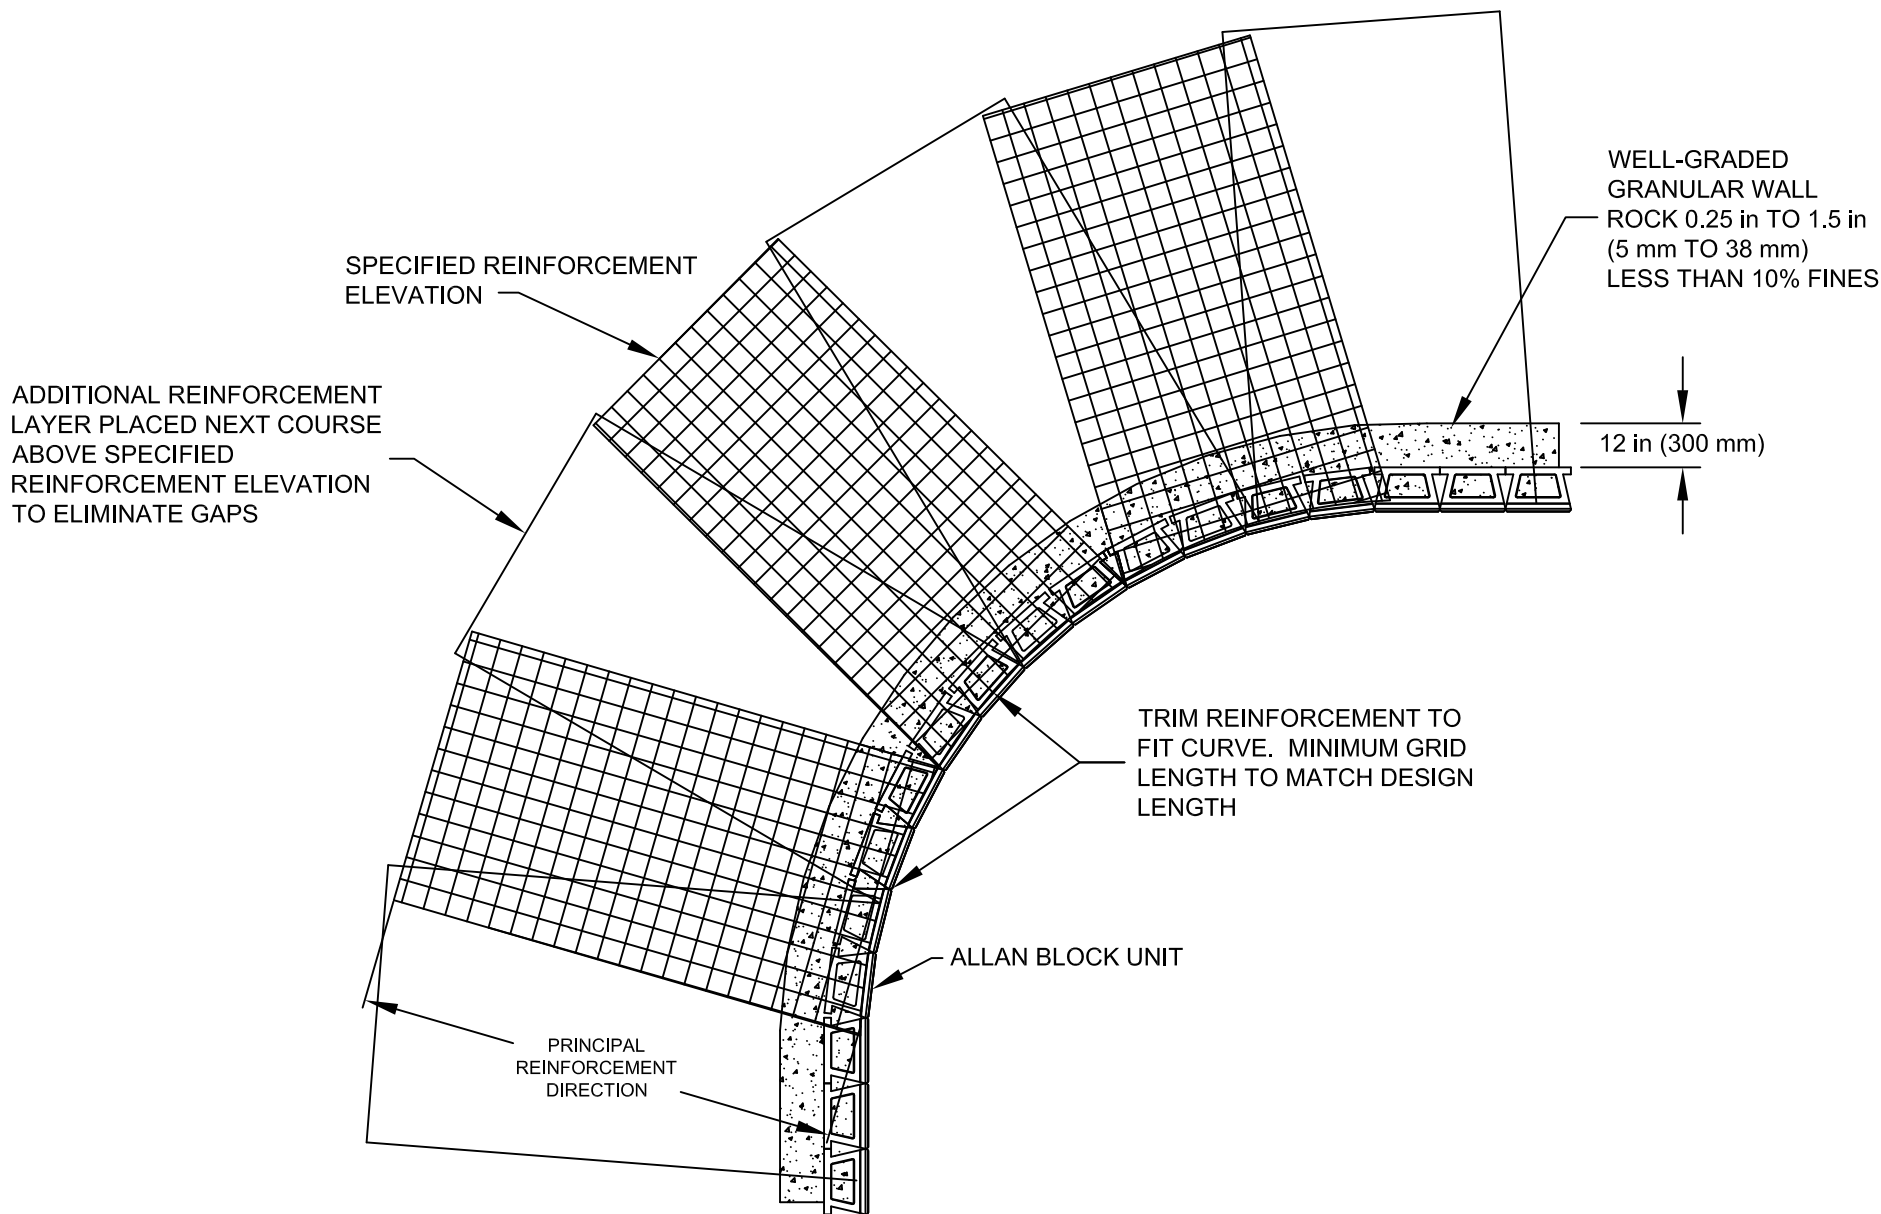 WELL-GRADED
GRANULAR WALL
ROCK 0.25 in TO 1.5 in
(5 mm TO 38 mm)
LESS THAN 10% FINES
SPECIFIED REINFORCEMENT
ELEVATION
ADDITIONAL REINFORCEMENT
LAYER PLACED NEXT COURSE
ABOVE SPECIFIED
REINFORCEMENT ELEVATION
TO ELIMINATE GAPS
12 in (300 mm)
TRIM REINFORCEMENT TO
FIT CURVE.  MINIMUM GRID
LENGTH TO MATCH DESIGN
LENGTH
ALLAN BLOCK UNIT
PRINCIPAL
REINFORCEMENT
DIRECTION